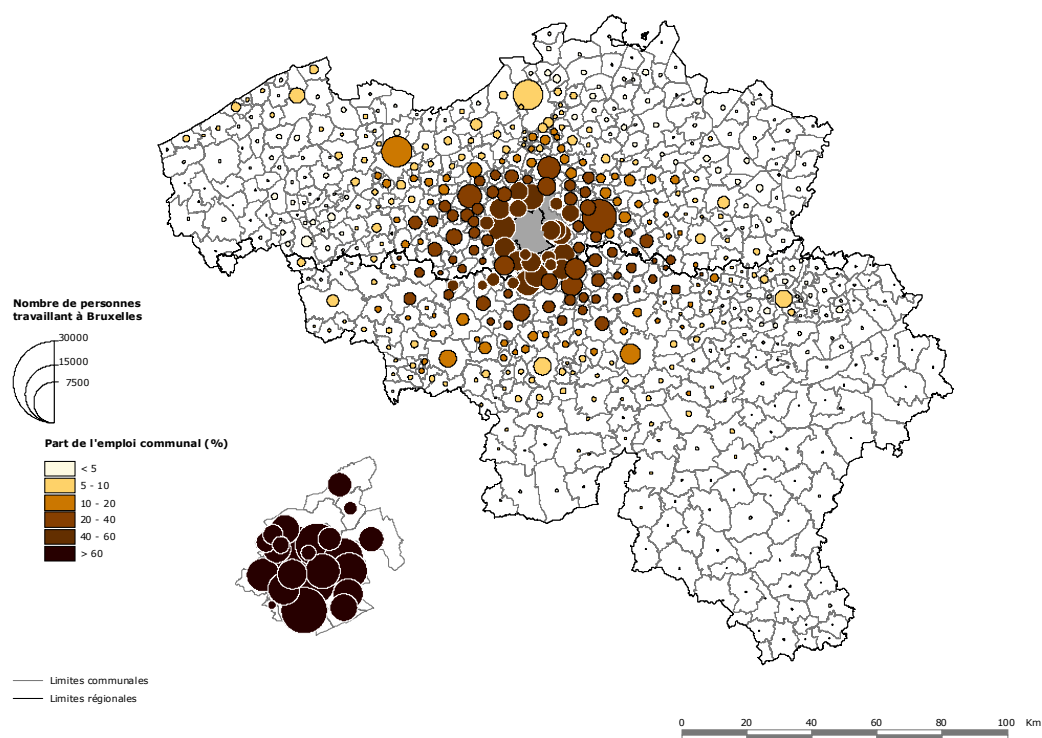 Nombre de personnes
travaillant à Bruxelles
30000
15000
7500
Part de l'emploi communal (%)
< 5
5 - 10
10 - 20
20 - 40
40 - 60
> 60
Limites communales
Limites régionales
0 20 40 60 80 100 Km